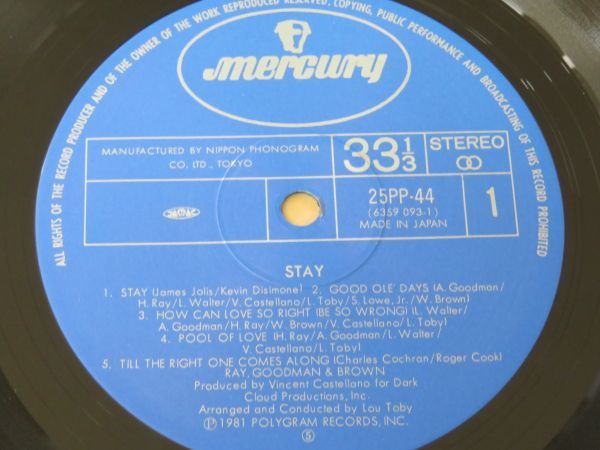 ALL RIGHTS OF THE RECORD PRODUCER AND OF THE OWNER OF THE WORK REPRODUCED RESERVED. COPYING, PUBLIC PERFORMANCE AND BROADCASTING OF THIS RECORD PROHIBITED
mercury
MANUFACTURED BY NIPPON PHONOGRAM
CO., LTD., TOKYO
33 1/3
STEREO
25PP-44
(6359 093-1)
MADE IN JAPAN
1
STAY
1. STAY (James Jolis/Kevin Disimone) 2. GOOD OLE' DAYS (A. Goodman/
H. Ray/L. Walter/V. Castellano/L. Toby/S. Lowe, Jr./W. Brown)
3. HOW CAN LOVE SO RIGHT (BE SO WRONG) (L. Walter/
A. Goodman/H. Ray/W. Brown/V. Castellano/L. Toby)
4. POOL OF LOVE (H. Ray/A. Goodman/L. Walter/
V. Castellano/L. Toby)
5. TILL THE RIGHT ONE COMES ALONG (Charles Cochran/Roger Cook)
RAY, GOODMAN & BROWN
Produced by Vincent Castellano for Dark
Cloud Productions, Inc.
Arranged and Conducted by Lou Toby
Ⓟ1981 POLYGRAM RECORDS, INC.
Ⓢ